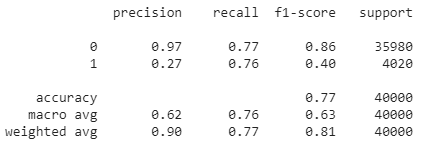 precision recall f1-score support
0 0.97 0.77 0.86 35980
1 0.27 0.76 0.40 4020
accuracy 0.77 40000
macro avg 0.62 0.76 0.63 40000
weighted avg 0.90 0.77 0.81 40000